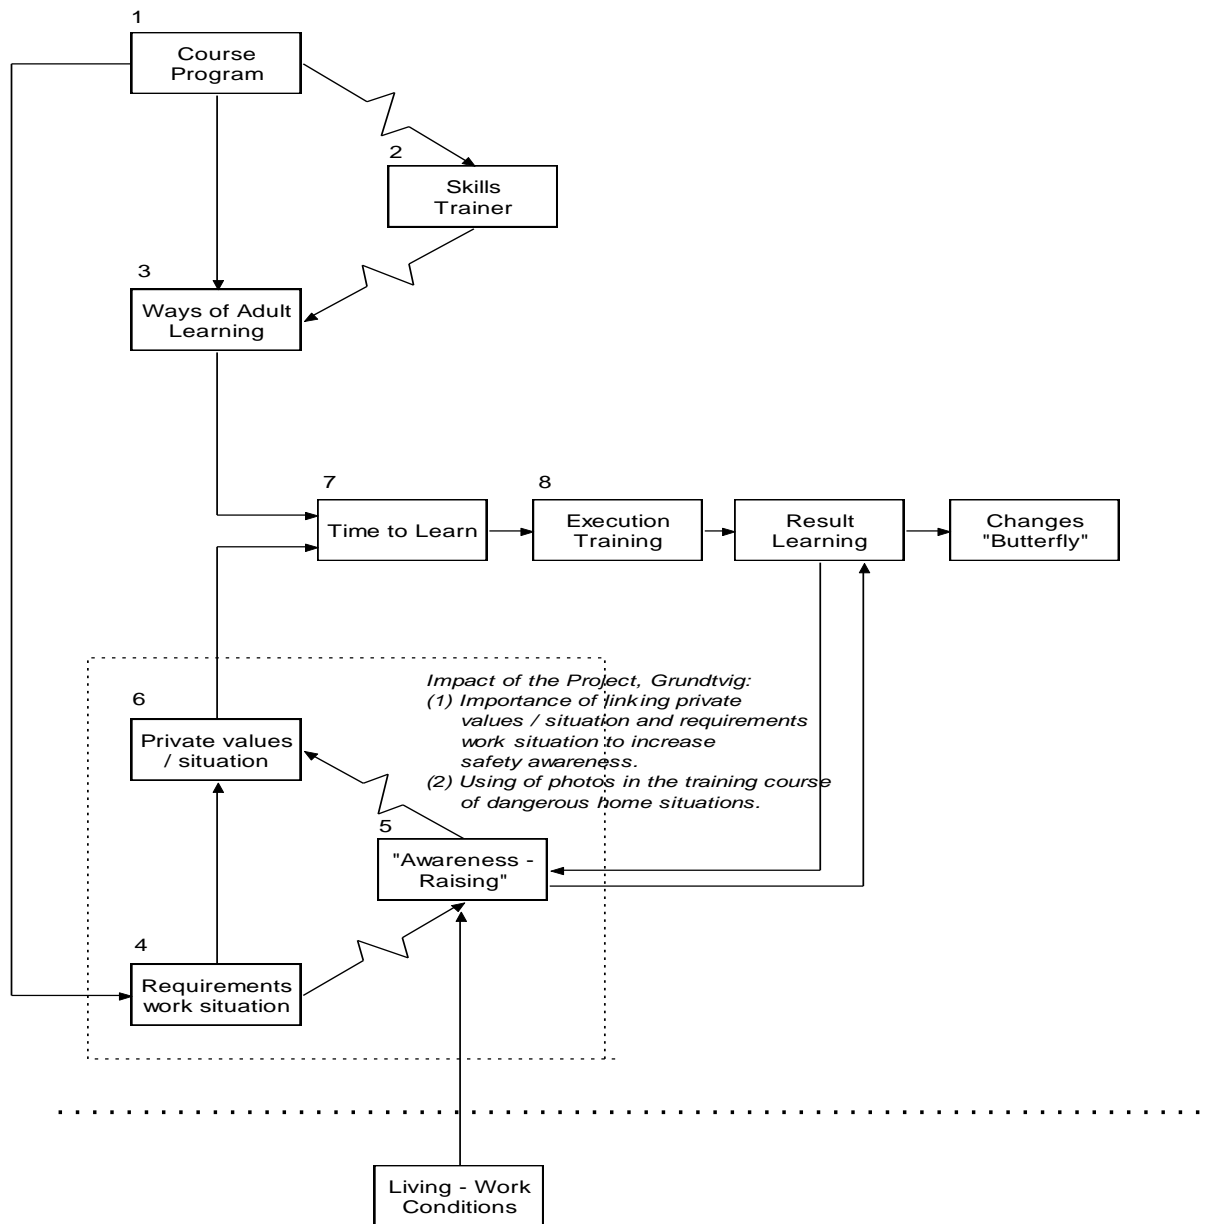 1
Course
Program
2
Skills
Trainer
3
Ways of Adult
Learning
7
Time to Learn
8
Execution
Training
Result
Learning
Changes
"Butterfly"
Impact of the Project, Grundtvig:
(1) Importance of linking private
values / situation and requirements
work situation to increase
safety awareness.
(2) Using of photos in the training course
of dangerous home situations.
6
Private values
/ situation
5
"Awareness -
Raising"
4
Requirements
work situation
Living - Work
Conditions